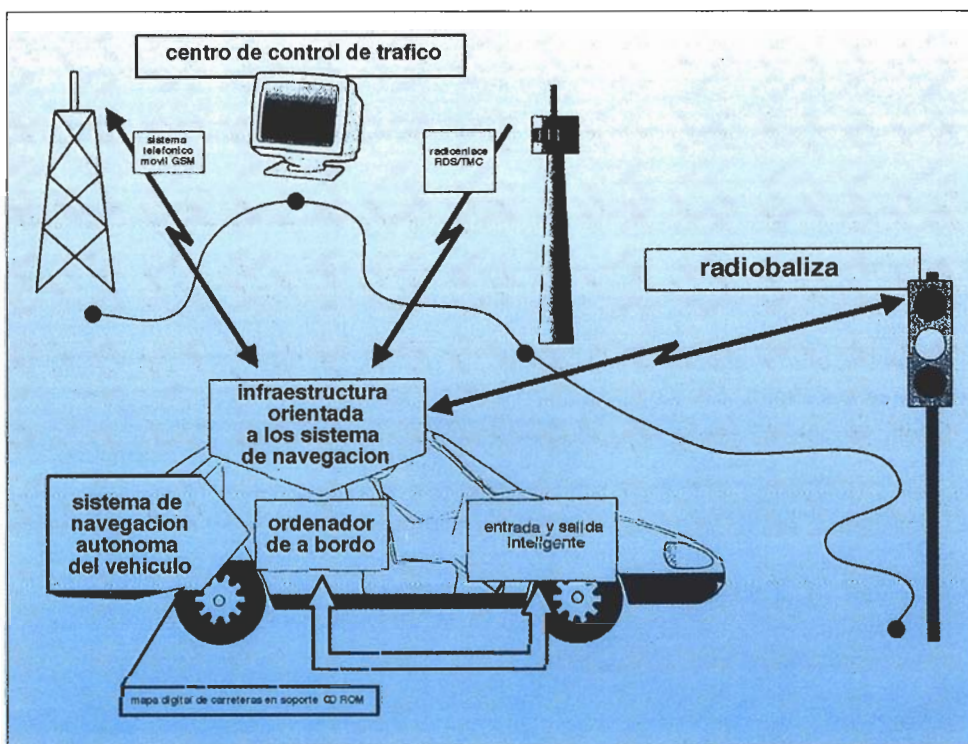 centro de control de trafico
sistema
telefonico
movil GSM
radioenlace
RDS/TMC
radiobaliza
infraestructura
orientada
a los sistema
de navegacion
sistema de
navegacion
autonoma
del vehiculo
ordenador
de a bordo
entrada y salida
inteligente
mapa digital de carreteras en soporte CD ROM